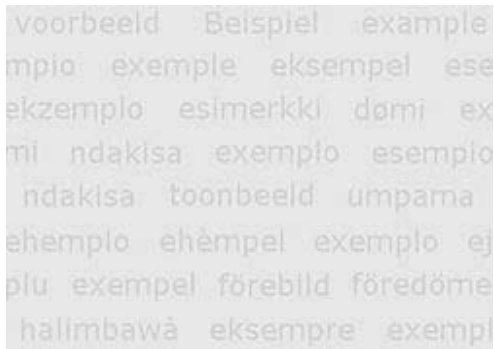 voorbeeld Beispiel example
mpio exemple eksempel ese
ekzemplo esimerkki dømi ex
mi ndakisa exemplo esempio
ndakisa toonbeeld umpama
ehemplo ehèmpel exemplo ej
plu exempel förebild föredöme
halimbawà eksempre exempl